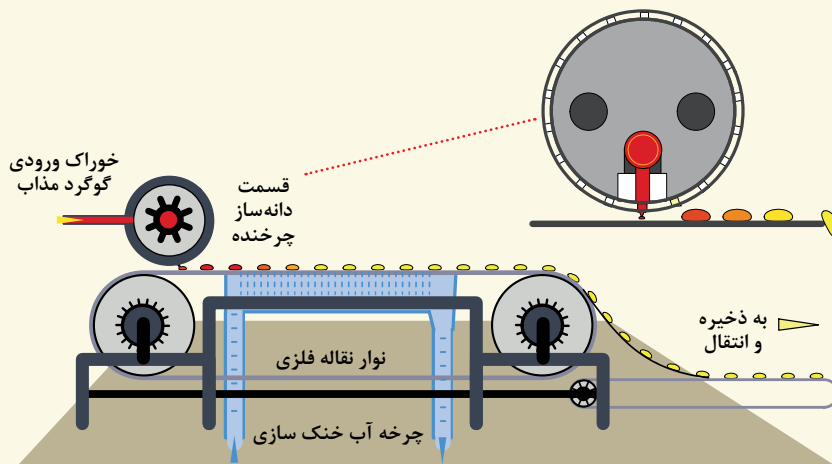 خوراک ورودی
گوگرد مذاب
قسمت
دانه‌ساز
چرخنده
به ذخیره
و انتقال
نوار نقاله فلزی
چرخه آب خنک سازی